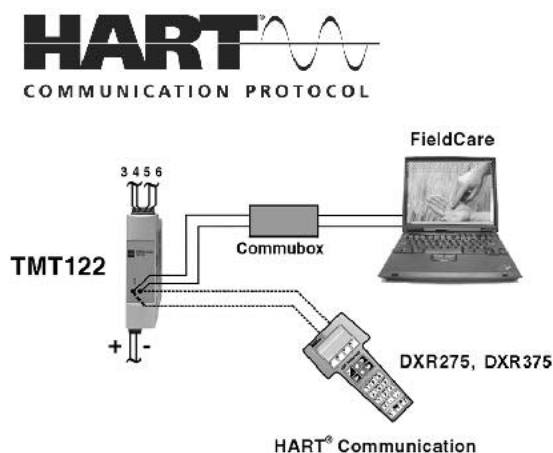 HART®
COMMUNICATION PROTOCOL
FieldCare
3 4 5 6
Commubox
TMT122
+ -
DXR275, DXR375
HART® Communication